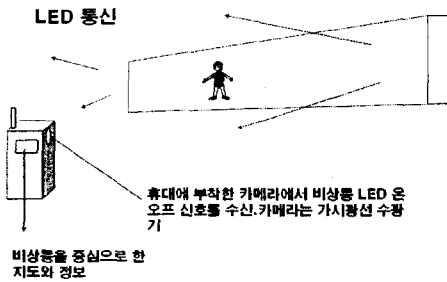 LED 통신
휴대에 부착한 카메라에서 비상등 LED 온
오프 신호를 수신.카메라는 가시광선 수광
기
비상등을 중심으로 한
지도와 정보